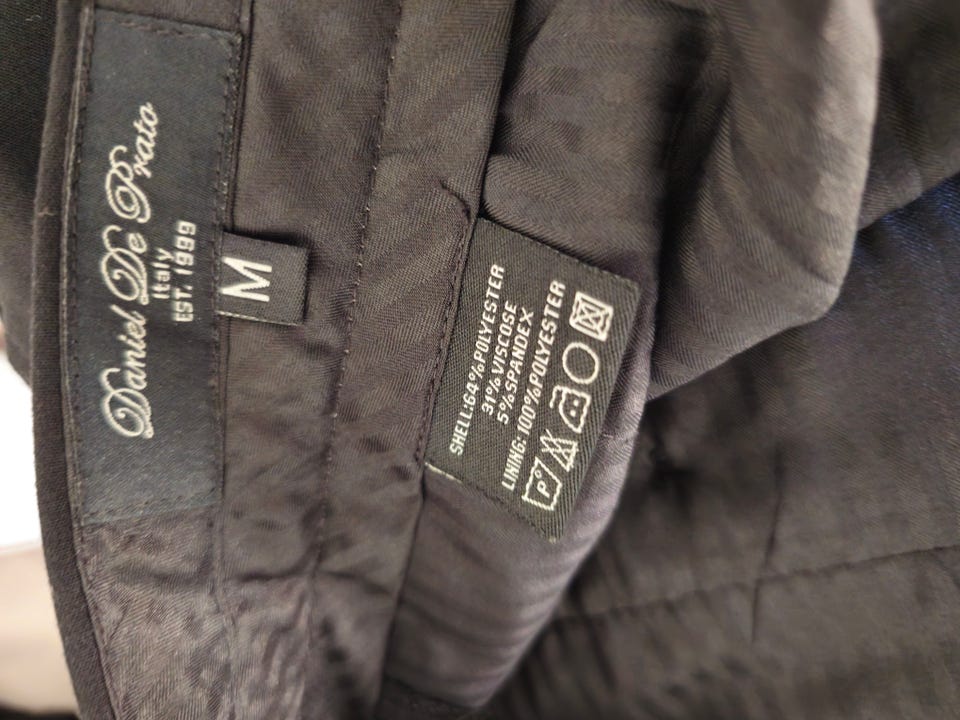 Daniel De Prato
Italy
EST. 1999
M
SHELL:64%POLYESTER
31%VISCOSE
5%SPANDEX
LINING:100%POLYESTER
P